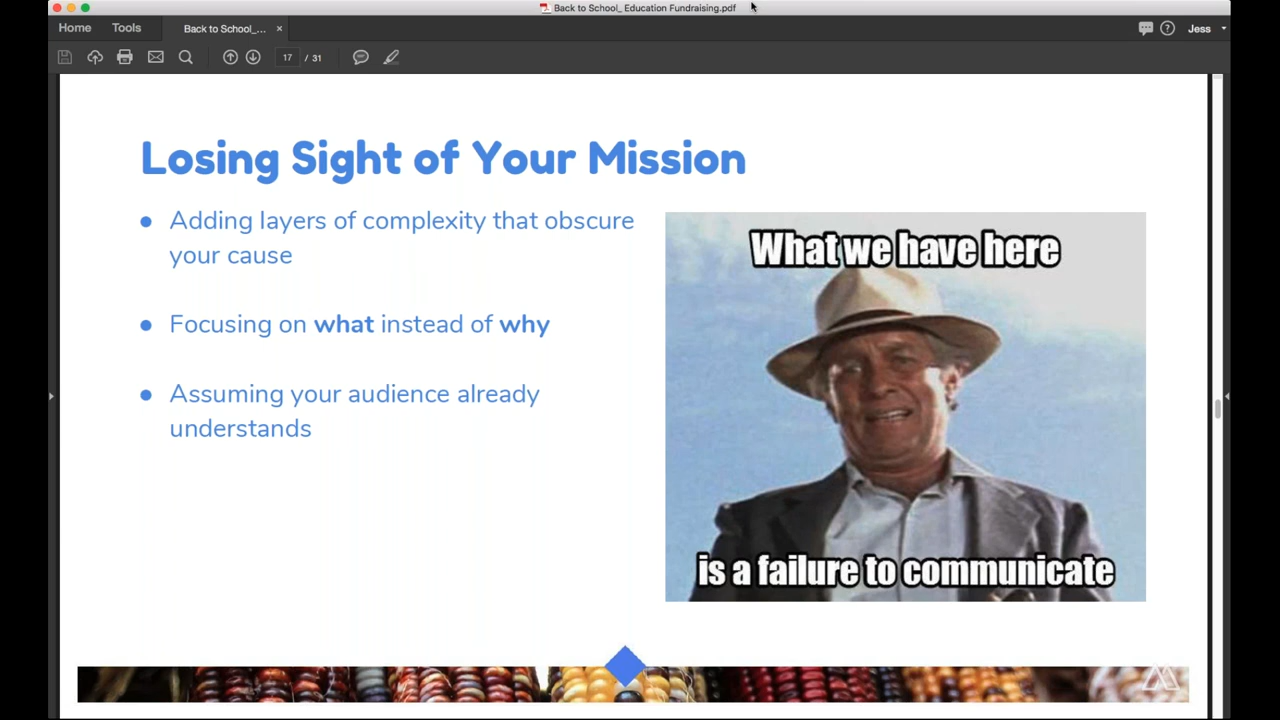 Back to School_ Education Fundraising.pdf
Home Tools Back to School_... × Jess
17 / 31
Losing Sight of Your Mission
● Adding layers of complexity that obscure
your cause
● Focusing on what instead of why
● Assuming your audience already
understands
What we have here
is a failure to communicate